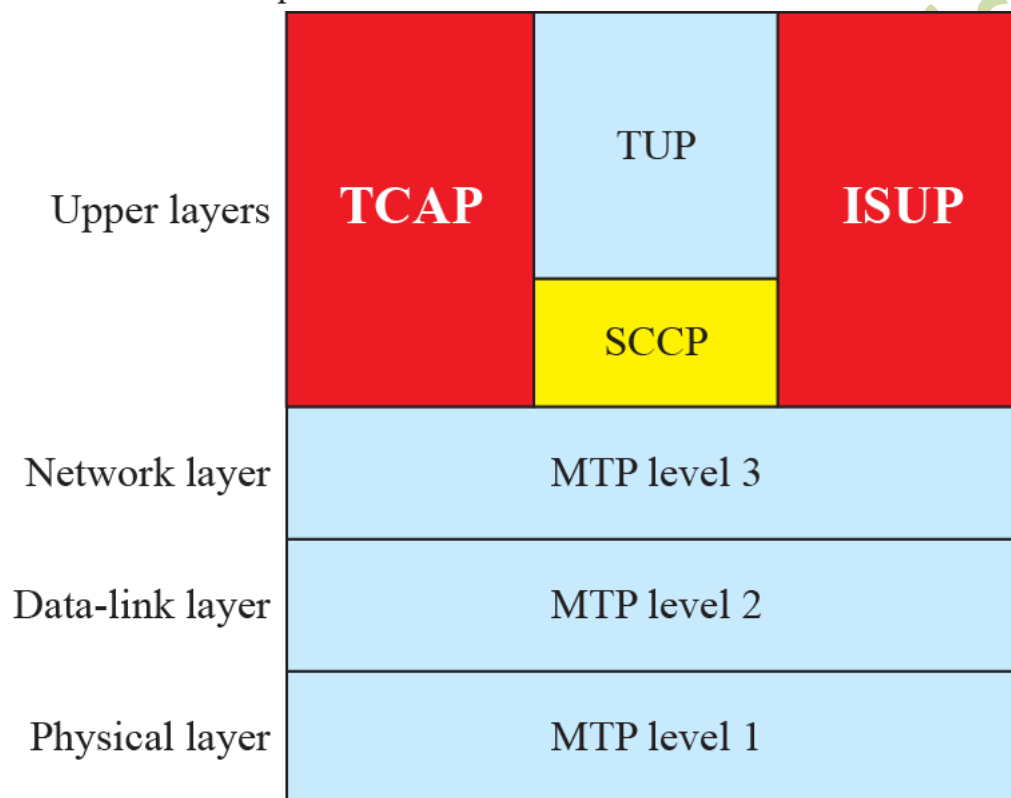 TUP
Upper layers TCAP ISUP
SCCP
Network layer MTP level 3
Data-link layer MTP level 2
Physical layer MTP level 1